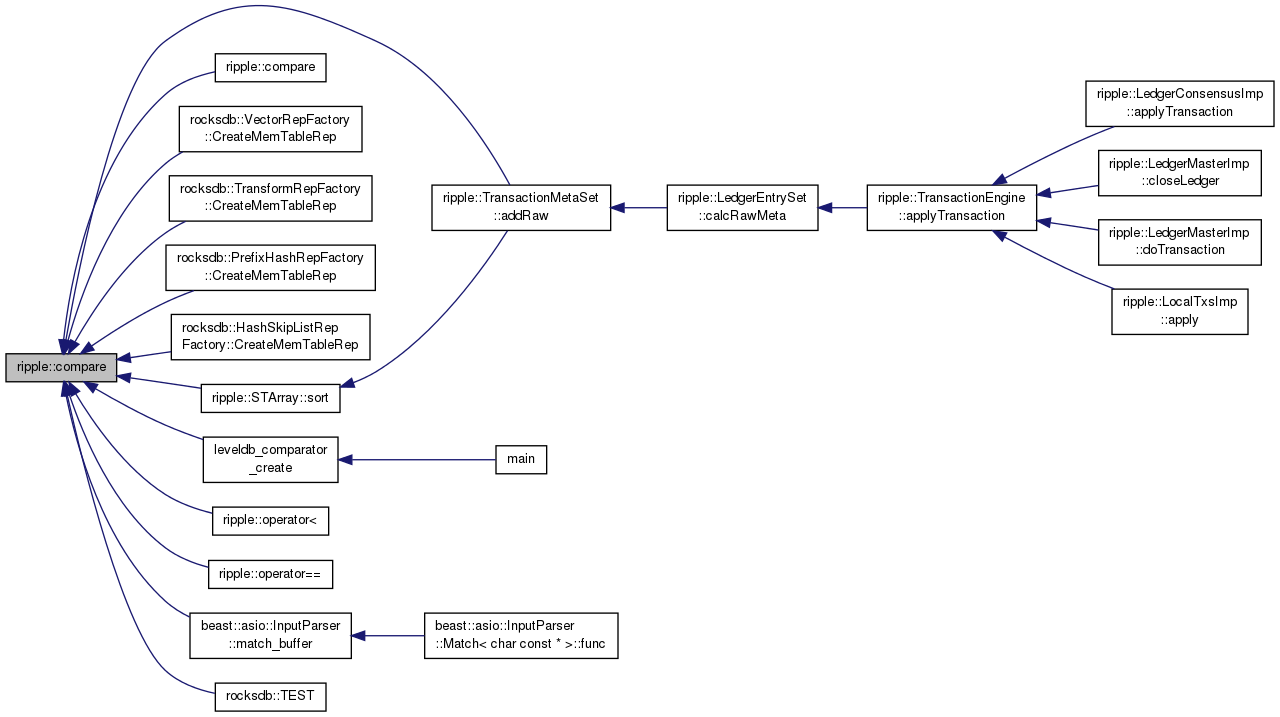 ripple::compare
ripple::compare
rocksdb::VectorRepFactory
::CreateMemTableRep
rocksdb::TransformRepFactory
::CreateMemTableRep
rocksdb::PrefixHashRepFactory
::CreateMemTableRep
rocksdb::HashSkipListRep
Factory::CreateMemTableRep
ripple::STArray::sort
leveldb_comparator
_create
ripple::operator<
ripple::operator==
beast::asio::InputParser
::match_buffer
rocksdb::TEST
ripple::TransactionMetaSet
::addRaw
main
beast::asio::InputParser
::Match< char const * >::func
ripple::LedgerEntrySet
::calcRawMeta
ripple::TransactionEngine
::applyTransaction
ripple::LedgerConsensusImp
::applyTransaction
ripple::LedgerMasterImp
::closeLedger
ripple::LedgerMasterImp
::doTransaction
ripple::LocalTxsImp
::apply